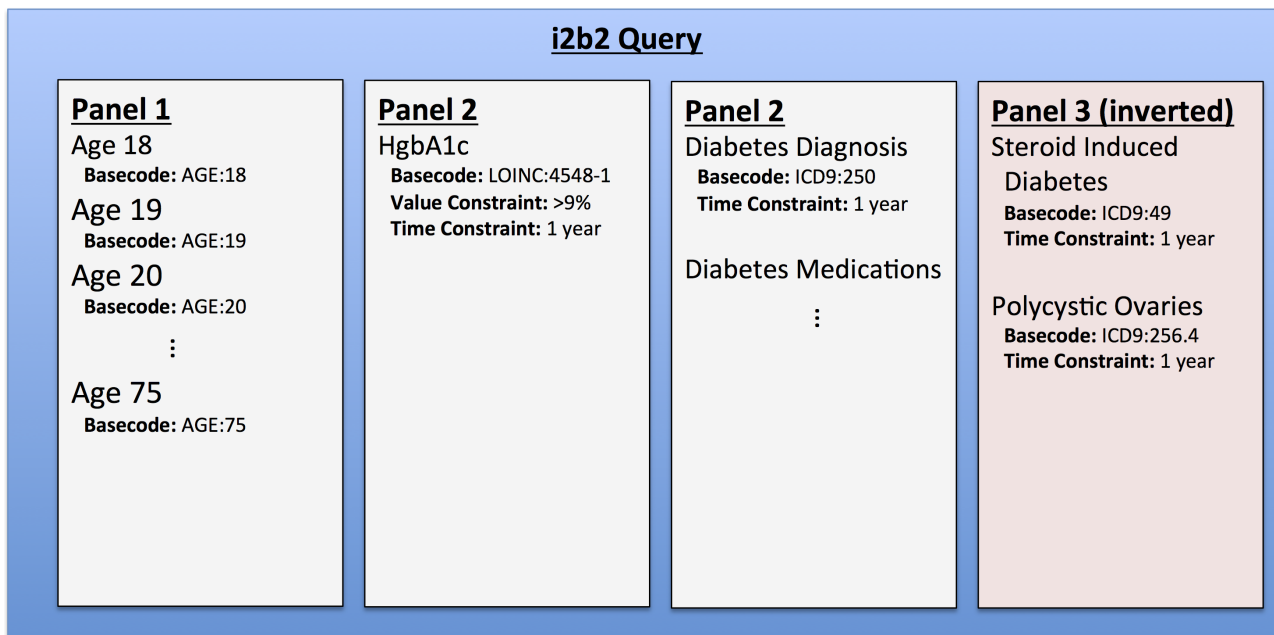 i2b2 Query
Panel 1
Age 18
Basecode: AGE:18
Age 19
Basecode: AGE:19
Age 20
Basecode: AGE:20
⋮
Age 75
Basecode: AGE:75
Panel 2
HgbA1c
Basecode: LOINC:4548-1
Value Constraint: >9%
Time Constraint: 1 year
Panel 2
Diabetes Diagnosis
Basecode: ICD9:250
Time Constraint: 1 year
Diabetes Medications
⋮
Panel 3 (inverted)
Steroid Induced
Diabetes
Basecode: ICD9:49
Time Constraint: 1 year
Polycystic Ovaries
Basecode: ICD9:256.4
Time Constraint: 1 year